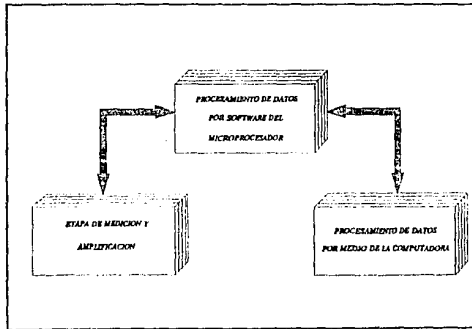 PROCESAMIENTO DE DATOS
POR SOFTWARE DEL
MICROPROCESADOR
ETAPA DE MEDICION Y
AMPLIFICACION
PROCESAMIENTO DE DATOS
POR MEDIO DE LA COMPUTADORA